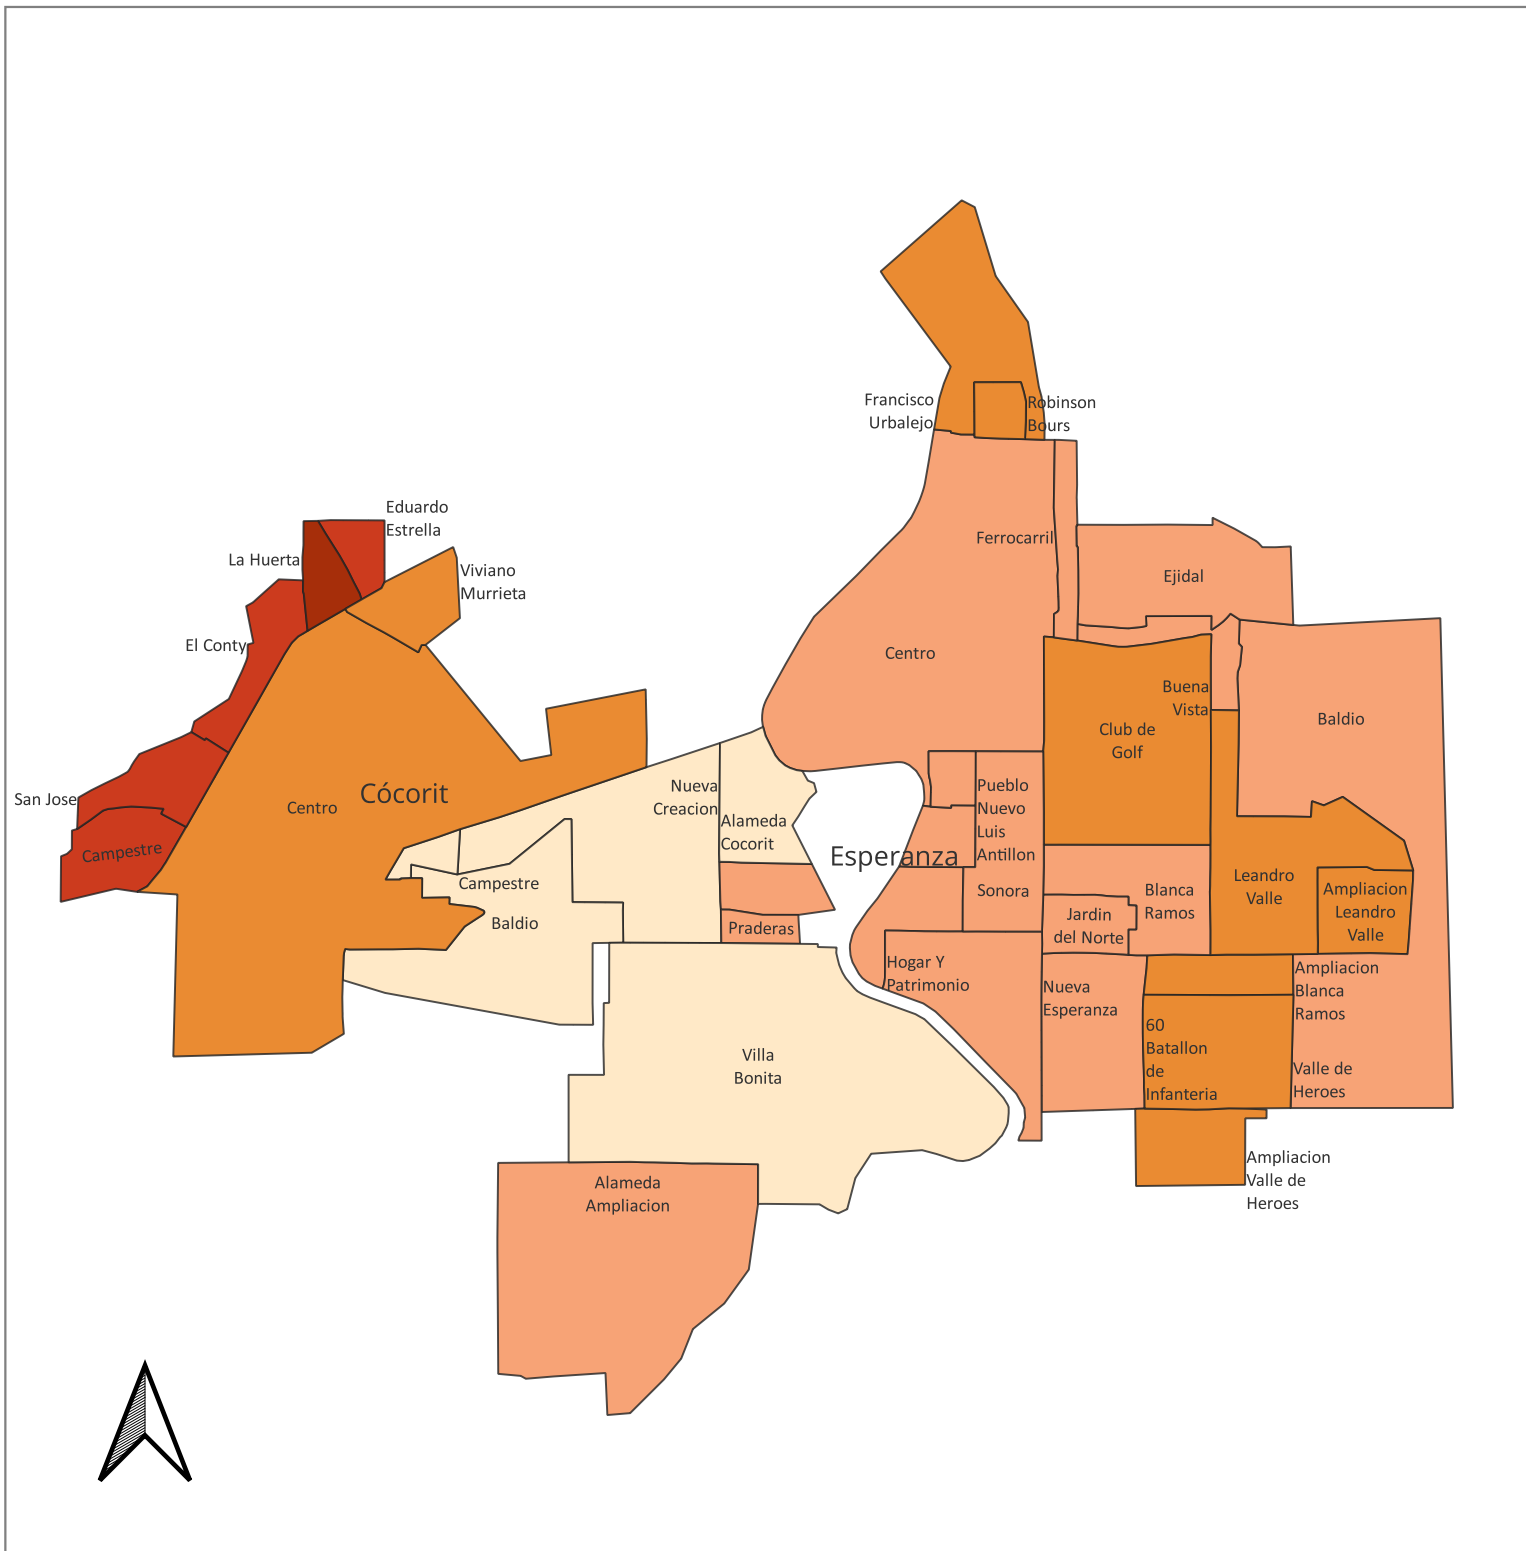 Francisco
Urbalejo
Robinson
Bours
Eduardo
Estrella
La Huerta
Viviano
Murrieta
El Conty
San Jose
Campestre
Centro
Cócorit
Ferrocarril
Ejidal
Centro
Buena
Vista
Club de
Golf
Baldio
Nueva
Creacion
Alameda
Cocorit
Pueblo
Nuevo
Luis
Antillon
Esperanza
Campestre
Baldio
Praderas
Sonora
Blanca
Ramos
Jardin
del Norte
Leandro
Valle
Ampliacion
Leandro
Valle
Hogar Y
Patrimonio
Nueva
Esperanza
Ampliacion
Blanca
Ramos
60
Batallon
de
Infanteria
Valle de
Heroes
Villa
Bonita
Ampliacion
Valle de
Heroes
Alameda
Ampliacion